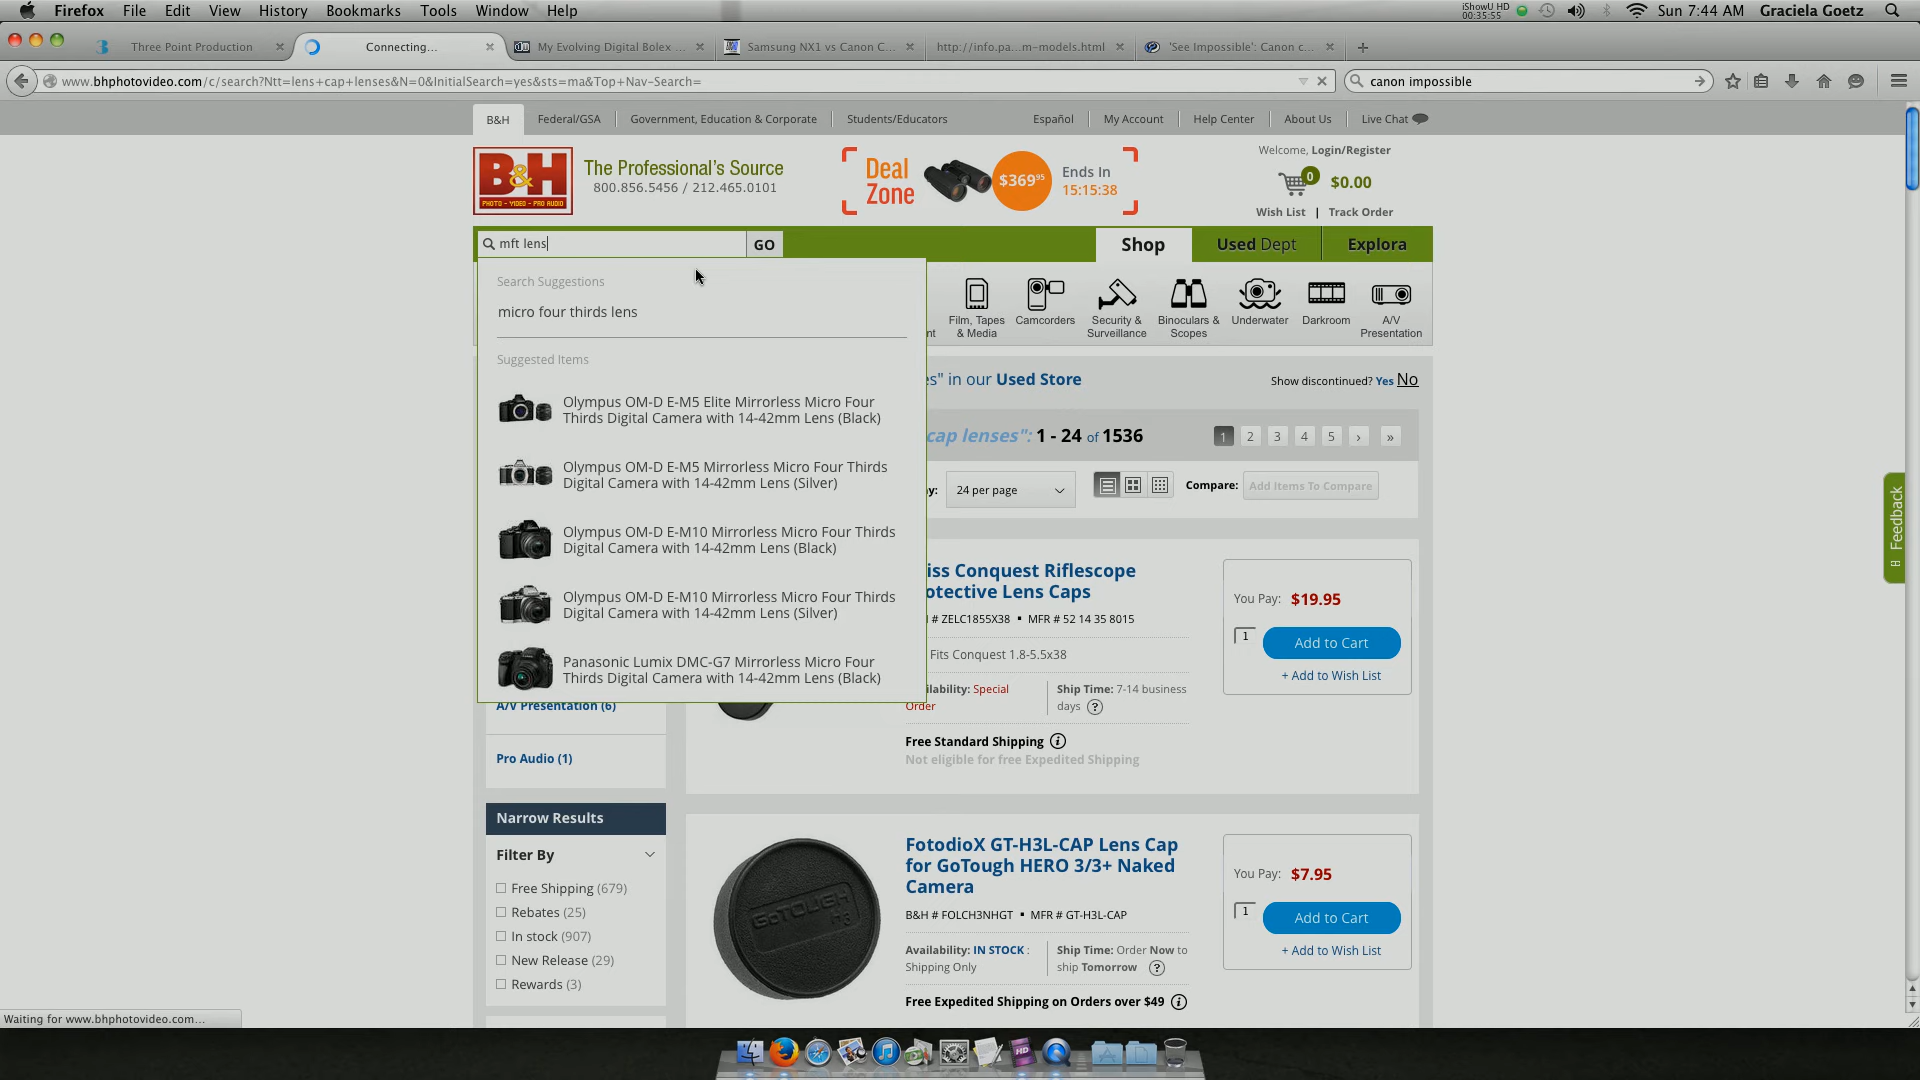 Firefox File Edit View History Bookmarks Tools Window Help iShowU HD 00:35:55 Sun 7:44 AM Graciela Goetz
Three Point Production Connecting... My Evolving Digital Bolex ... Samsung NX1 vs Canon C... http://info.pa...m-models.html 'See Impossible': Canon c...
www.bhphotovideo.com/c/search?Ntt=lens+cap+lenses&N=0&InitialSearch=yes&sts=ma&Top+Nav-Search= canon impossible
B&H Federal/GSA Government, Education & Corporate Students/Educators Español My Account Help Center About Us Live Chat
B&H
PHOTO - VIDEO - PRO AUDIO
The Professional's Source
800.856.5456 / 212.465.0101
Deal
Zone
$369.95
Ends In
15:15:38
Welcome, Login/Register
0 $0.00
Wish List | Track Order
mft lens GO Shop Used Dept Explora
Search Suggestions
micro four thirds lens
Suggested Items
Olympus OM-D E-M5 Elite Mirrorless Micro Four
Thirds Digital Camera with 14-42mm Lens (Black)
Olympus OM-D E-M5 Mirrorless Micro Four Thirds
Digital Camera with 14-42mm Lens (Silver)
Olympus OM-D E-M10 Mirrorless Micro Four Thirds
Digital Camera with 14-42mm Lens (Black)
Olympus OM-D E-M10 Mirrorless Micro Four Thirds
Digital Camera with 14-42mm Lens (Silver)
Panasonic Lumix DMC-G7 Mirrorless Micro Four
Thirds Digital Camera with 14-42mm Lens (Black)
nt
Film, Tapes
& Media
Camcorders
Security &
Surveillance
Binoculars &
Scopes
Underwater
Darkroom
A/V
Presentation
es" in our Used Store Show discontinued? Yes No
cap lenses": 1 - 24 of 1536 1 2 3 4 5 › »
y: 24 per page Compare: Add Items To Compare
iss Conquest Riflescope
otective Lens Caps
# ZELC1855X38 ▪ MFR # 52 14 35 8015
Fits Conquest 1.8-5.5x38
ilability: Special
Order
Ship Time: 7-14 business
days ?
Free Standard Shipping i
Not eligible for free Expedited Shipping
You Pay: $19.95
1 Add to Cart
+ Add to Wish List
A/V Presentation (6)
Pro Audio (1)
Narrow Results
Filter By
Free Shipping (679)
Rebates (25)
In stock (907)
New Release (29)
Rewards (3)
GOTOUGH
H3
FotodioX GT-H3L-CAP Lens Cap
for GoTough HERO 3/3+ Naked
Camera
B&H # FOLCH3NHGT ▪ MFR # GT-H3L-CAP
Availability: IN STOCK :
Shipping Only
Ship Time: Order Now to
ship Tomorrow ?
Free Expedited Shipping on Orders over $49 i
You Pay: $7.95
1 Add to Cart
+ Add to Wish List
Feedback
Waiting for www.bhphotovideo.com...
HD